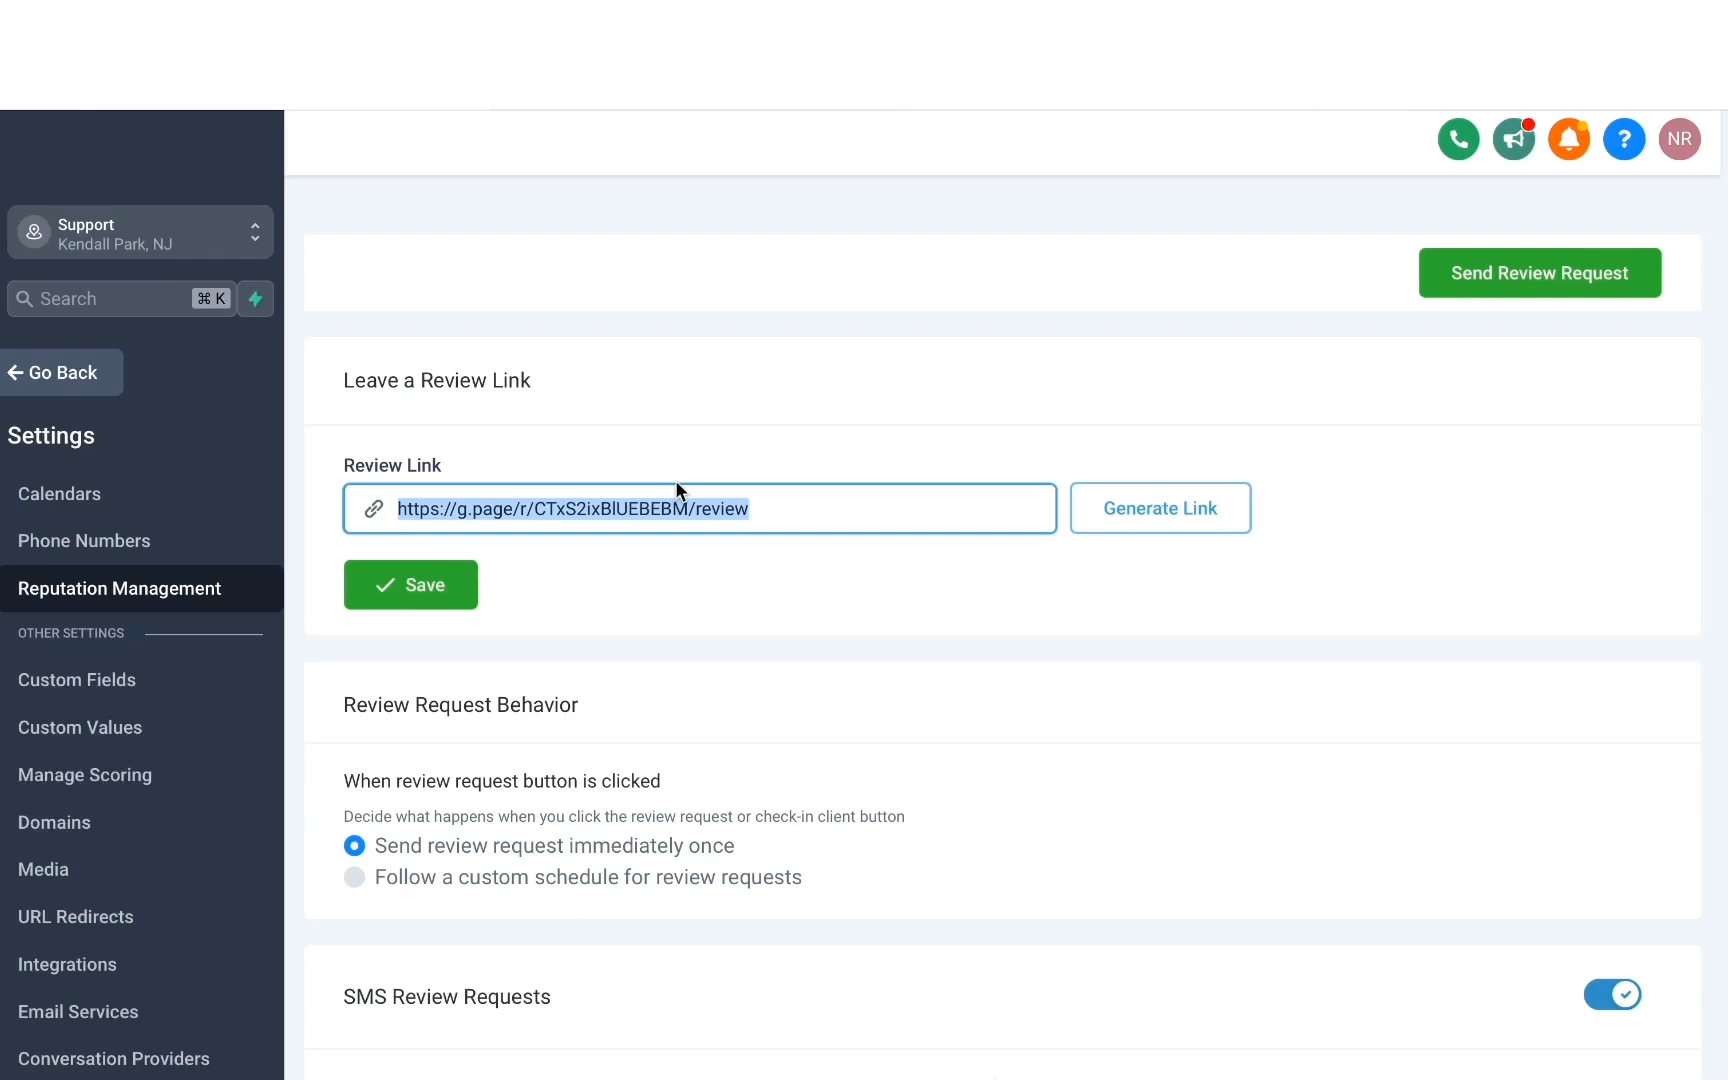 NR
Support
Kendall Park, NJ
Search ⌘ K
Go Back
Settings
Calendars
Phone Numbers
Reputation Management
OTHER SETTINGS
Custom Fields
Custom Values
Manage Scoring
Domains
Media
URL Redirects
Integrations
Email Services
Conversation Providers
Send Review Request
Leave a Review Link
Review Link
https://g.page/r/CTxS2ixBlUEBEBM/review
Generate Link
Save
Review Request Behavior
When review request button is clicked
Decide what happens when you click the review request or check-in client button
Send review request immediately once
Follow a custom schedule for review requests
SMS Review Requests